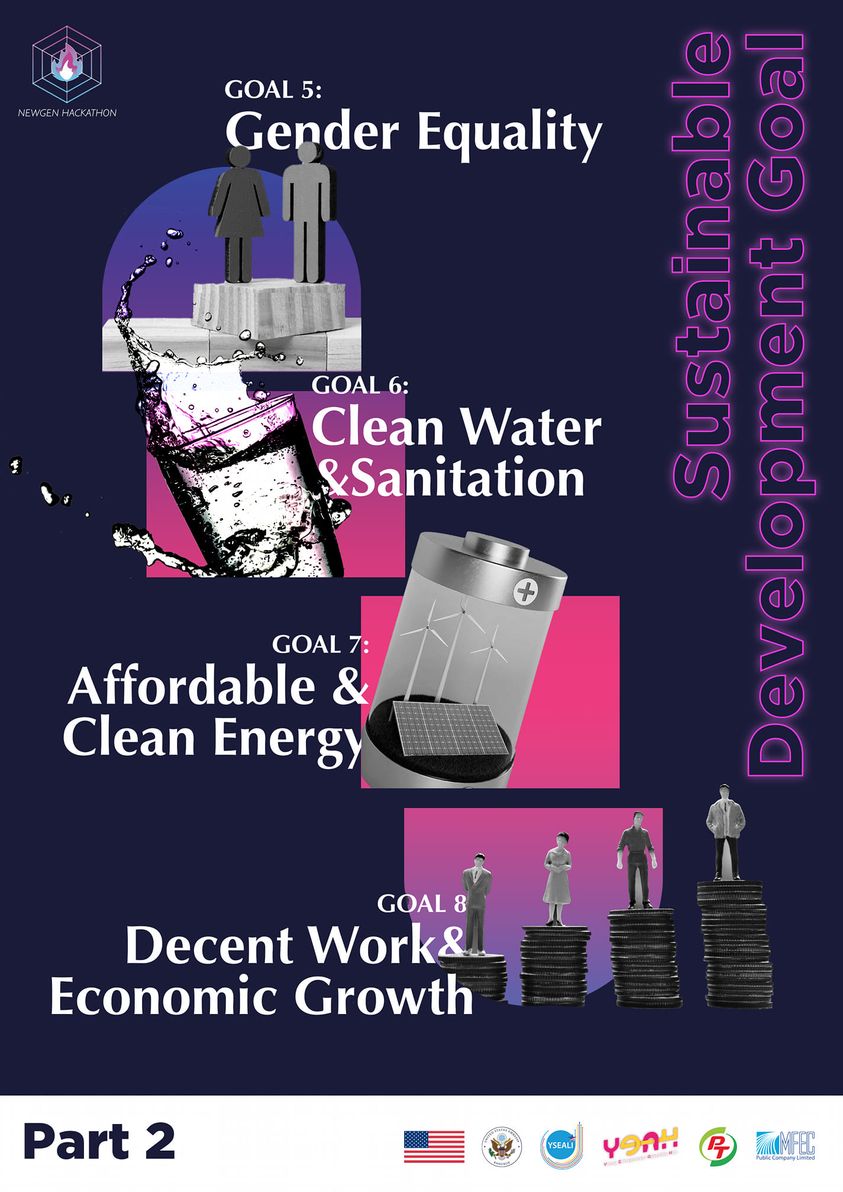 NEWGEN HACKATHON
Sustainable
Development Goal
GOAL 5:
Gender Equality
GOAL 6:
Clean Water
&Sanitation
GOAL 7:
Affordable &
Clean Energy
GOAL 8
Decent Work&
Economic Growth
Part 2
YSEALI
PT
MFEC
Public Company Limited